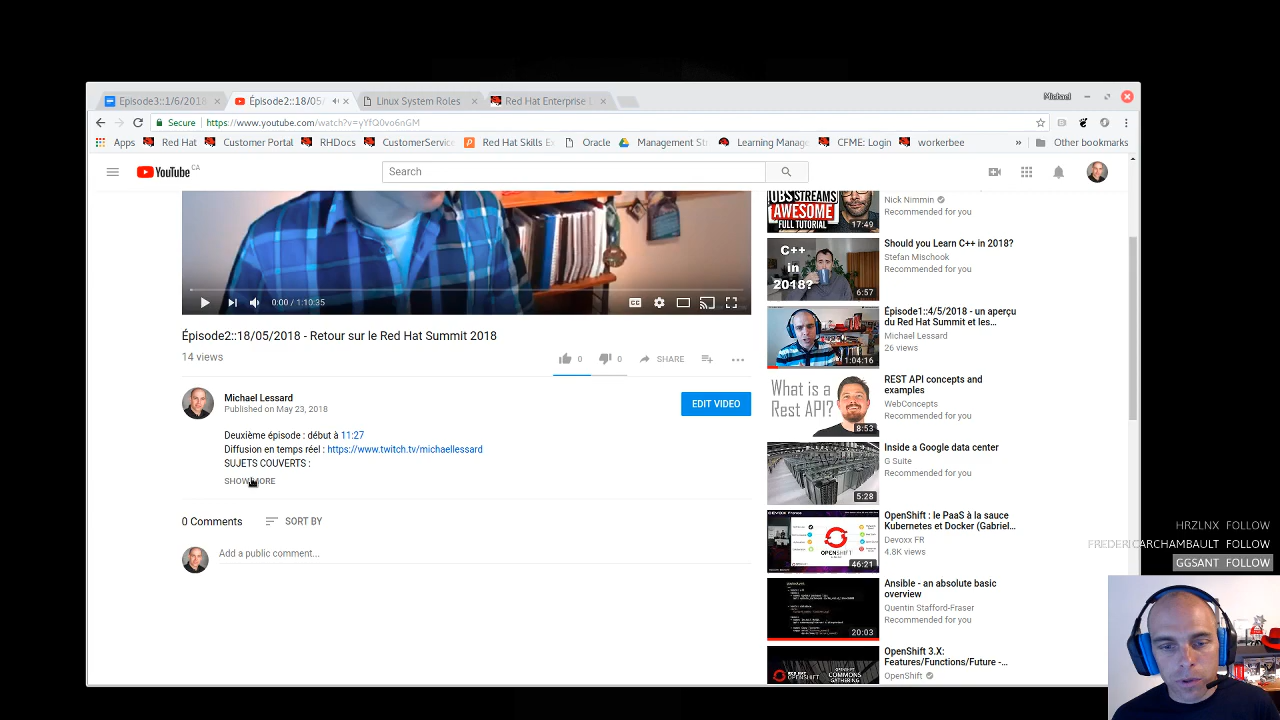 Michael
Episode3::1/6/201
Épisode2::18/05/
Linux System Roles
Red Hat Enterprise L
Secure
https://www.youtube.com/watch?v=yYfQ0vo6nGM
Apps
Red Hat
Customer Portal
RHDocs
CustomerService
Red Hat Skills Ex
Oracle
Management St
Learning Manag
CFME: Login
workerbee
»
Other bookmarks
YouTube CA
Search
JOBS STREAMS
AWESOME
FULL TUTORIAL
17:49
Nick Nimmin
Recommended for you
C++
in
2018?
6:57
Should you Learn C++ in 2018?
Stefan Mischook
Recommended for you
CC
0:00 / 1:10:35
1:04:16
Épisode1::4/5/2018 - un aperçu
du Red Hat Summit et les...
Michael Lessard
26 views
Épisode2::18/05/2018 - Retour sur le Red Hat Summit 2018
14 views
0
0
SHARE
What is a
Rest API?
8:53
REST API concepts and
examples
WebConcepts
Recommended for you
Michael Lessard
Published on May 23, 2018
EDIT VIDEO
Deuxième épisode : début à 11:27
Diffusion en temps réel : https://www.twitch.tv/michaellessard
SUJETS COUVERTS :
SHOW MORE
5:28
Inside a Google data center
G Suite
Recommended for you
0 Comments
SORT BY
Add a public comment...
OPENSHIFT
46:21
OpenShift : le PaaS à la sauce
Kubernetes et Docker (Gabriel...
Devoxx FR
4.8K views
20:03
Ansible - an absolute basic
overview
Quentin Stafford-Fraser
Recommended for you
OPENSHIFT
OPENSHIFT
COMMONS
GATHERING
OpenShift 3.X:
Features/Functions/Future -...
OpenShift
HRZLNX FOLLOW
FREDERICARCHAMBAULT FOLLOW
GGSANT FOLLOW